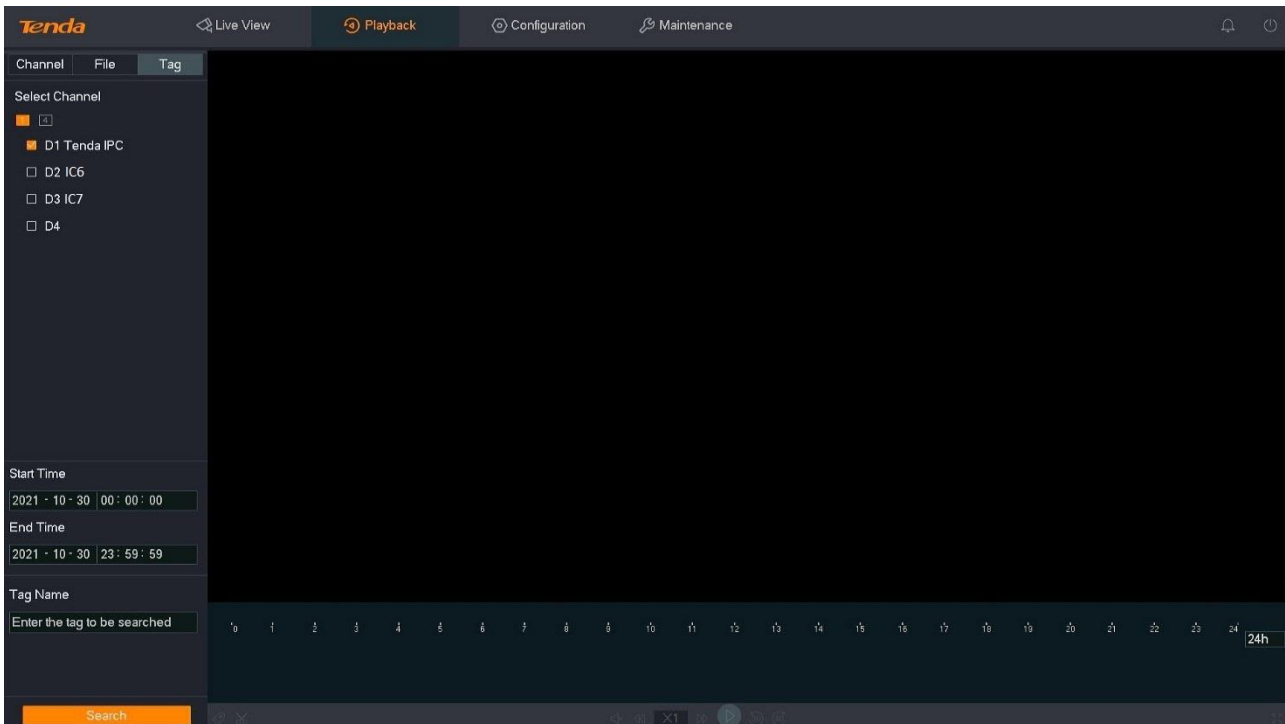 Tenda Live View Playback Configuration Maintenance
Channel File Tag
Select Channel
1 4
D1 Tenda IPC
D2 IC6
D3 IC7
D4
Start Time
2021 - 10 - 30 00 : 00 : 00
End Time
2021 - 10 - 30 23 : 59 : 59
Tag Name
Enter the tag to be searched
0 1 2 3 4 5 6 7 8 9 10 11 12 13 14 15 16 17 18 19 20 21 22 23 24
24h
Search
X1